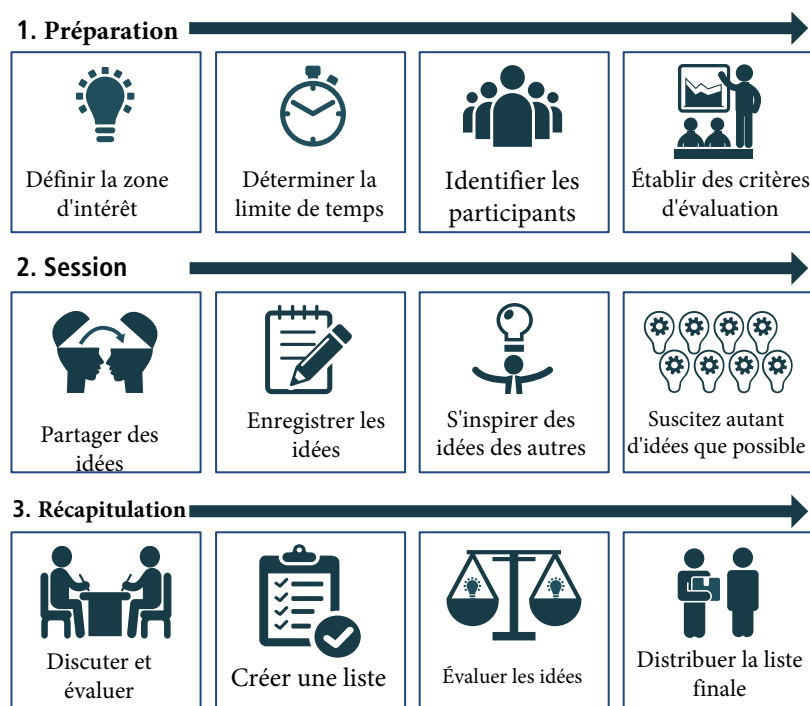 1. Préparation
Définir la zone
d'intérêt
Déterminer la
limite de temps
Identifier les
participants
Établir des critères
d'évaluation
2. Session
Partager des
idées
Enregistrer les
idées
S'inspirer des
idées des autres
Suscitez autant
d'idées que possible
3. Récapitulation
Discuter et
évaluer
Créer une liste
Évaluer les idées
Distribuer la liste
finale